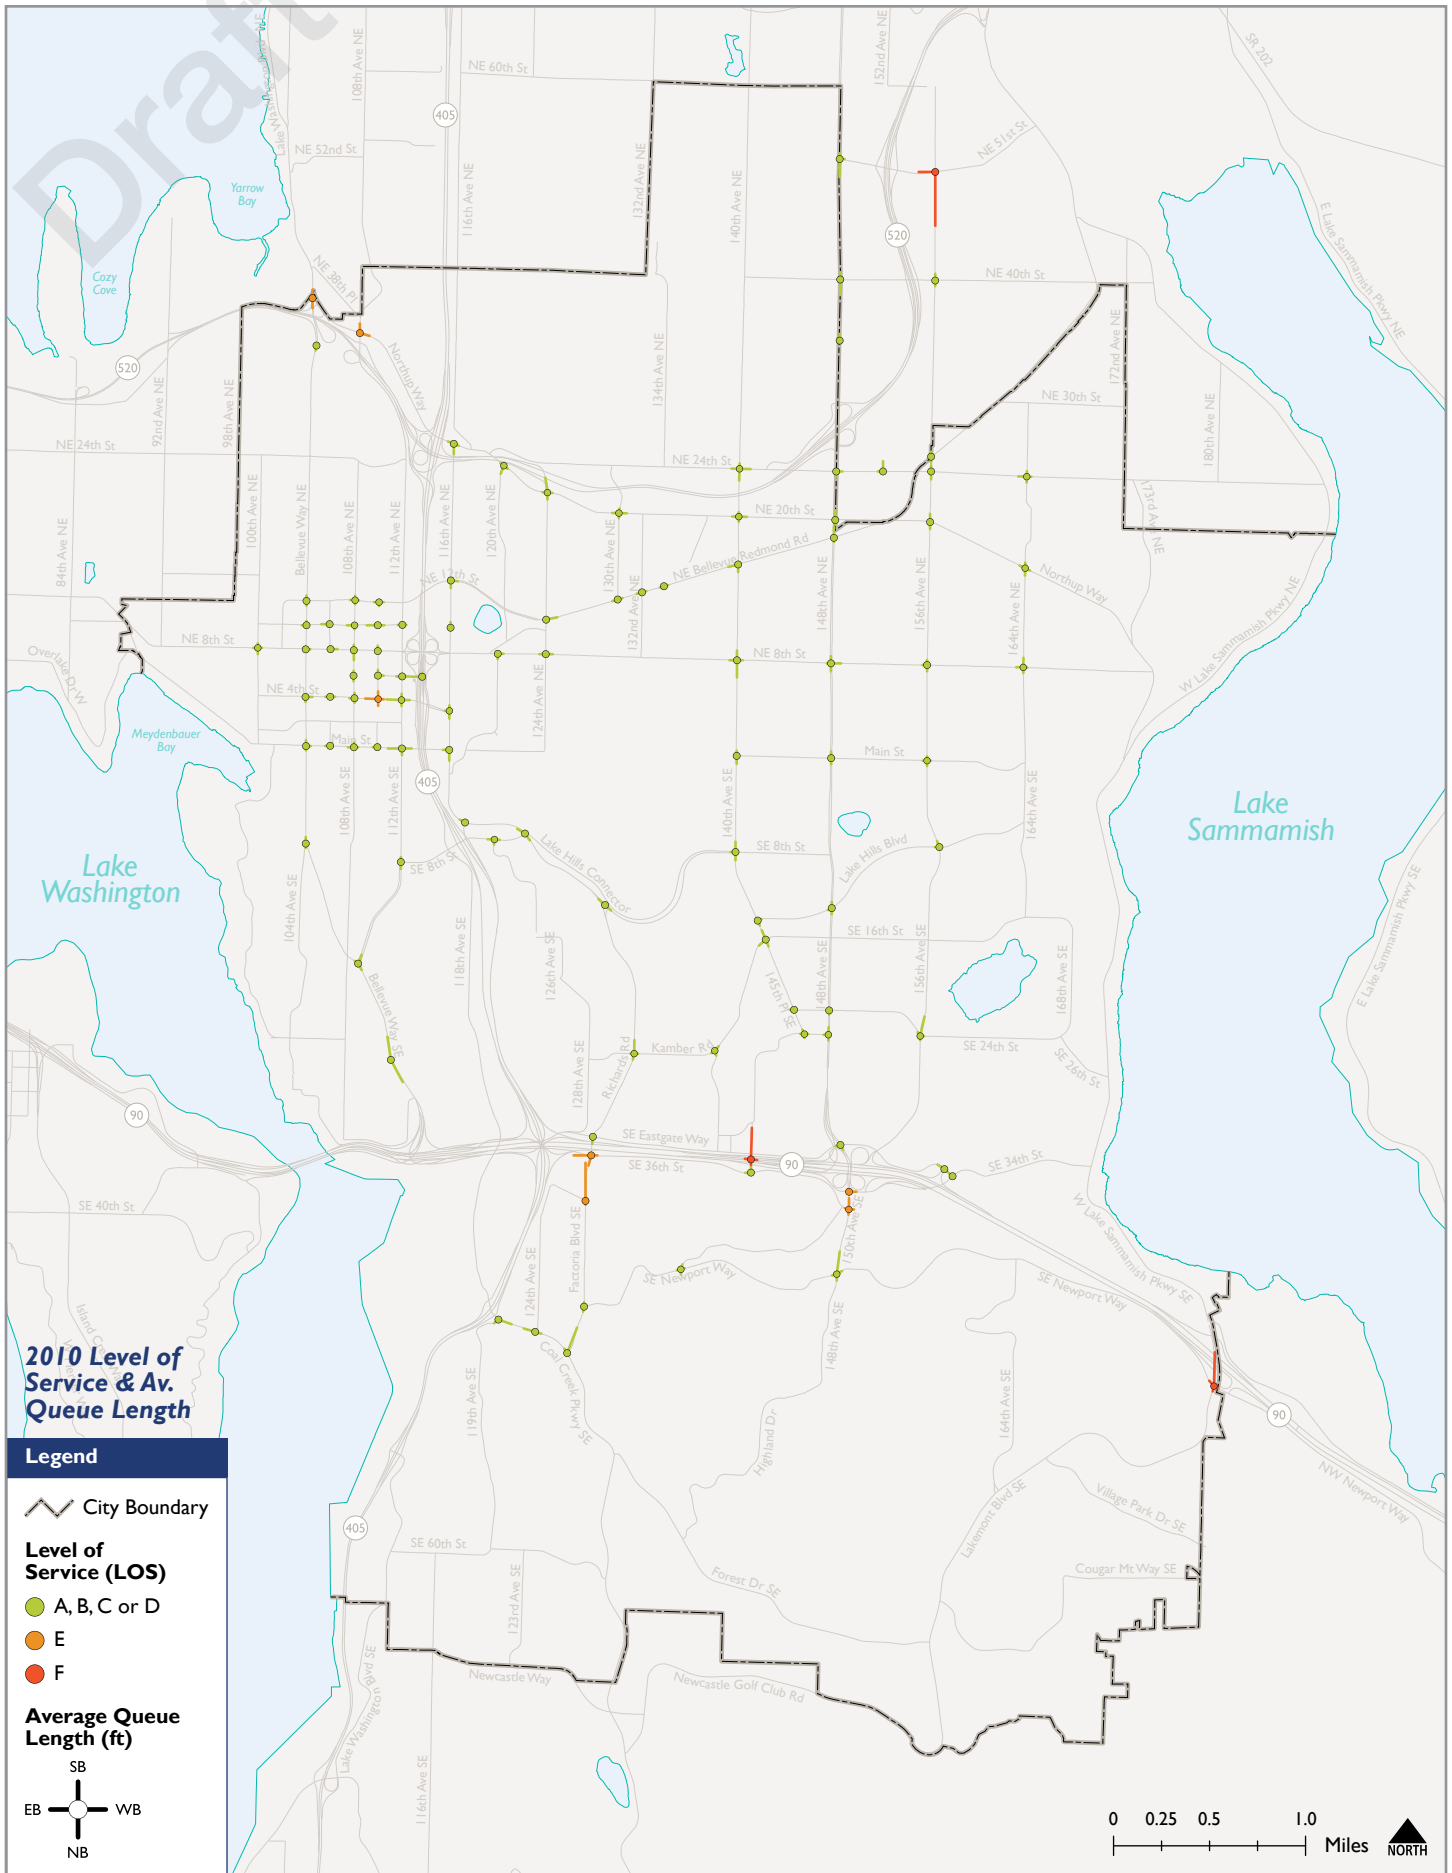 Draft
Lake Washington Blvd NE
108th Ave NE
NE 60th St
405
152nd Ave NE
SR 202
NE 52nd St
116th Ave NE
132nd Ave NE
140th Ave NE
NE 51st St
Yarrow
Bay
Cozy
Cove
NE 38th Pl
520
NE 40th St
E Lake Sammamish Pkwy NE
520
92nd Ave NE
98th Ave NE
Northup Way
134th Ave NE
172nd Ave NE
NE 30th St
180th Ave NE
NE 24th St
NE 24th St
84th Ave NE
100th Ave NE
Bellevue Way NE
108th Ave NE
112th Ave NE
116th Ave NE
120th Ave NE
130th Ave NE
132nd Ave NE
NE 20th St
NE Bellevue Redmond Rd
148th Ave NE
156th Ave NE
164th Ave NE
173rd Ave NE
Northup Way
NE 12th St
W Lake Sammamish Pkwy NE
NE 8th St
NE 8th St
Overlake Dr W
NE 4th St
124th Ave NE
Meydenbauer
Bay
Main St
Main St
405
108th Ave SE
112th Ave SE
140th Ave SE
164th Ave SE
Lake
Sammamish
Lake
Washington
SE 8th St
Lake Hills Connector
SE 8th St
Lake Hills Blvd
104th Ave SE
118th Ave SE
126th Ave SE
SE 16th St
148th Ave SE
156th Ave SE
168th Ave SE
E Lake Sammamish Pkwy SE
Bellevue Way SE
145th Pl SE
128th Ave SE
Richards Rd
Kamber Rd
SE 24th St
SE 26th St
90
SE Eastgate Way
SE 36th St
90
SE 34th St
SE 40th St
Factoria Blvd SE
124th Ave SE
150th Ave SE
W Lake Sammamish Pkwy SE
SE Newport Way
SE Newport Way
148th Ave SE
Coal Creek Pkwy SE
119th Ave SE
Highland Dr
164th Ave SE
90
NW Newport Way
Lakemont Blvd SE
Village Park Dr SE
Cougar Mt Way SE
405
SE 60th St
123rd Ave SE
Forest Dr SE
Newcastle Way
Newcastle Golf Club Rd
Lake Washington Blvd SE
116th Ave SE
2010 Level of
Service & Av.
Queue Length
Legend
City Boundary
Level of
Service (LOS)
A, B, C or D
E
F
Average Queue
Length (ft)
SB
EB
WB
NB
0 0.25 0.5 1.0
Miles
NORTH